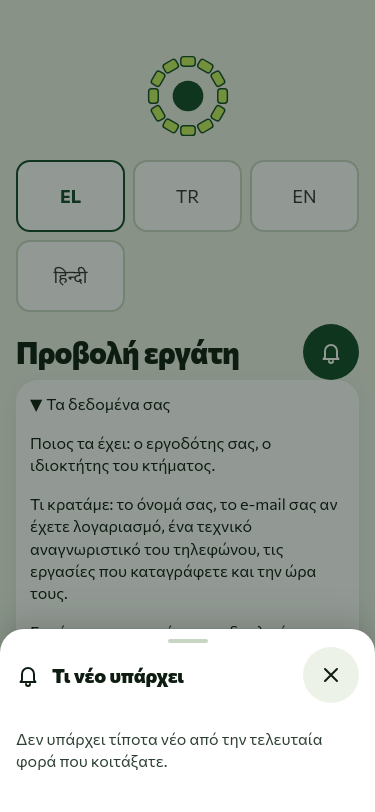 EL
TR
EN
हिन्दी
Προβολή εργάτη
▼ Τα δεδομένα σας
Ποιος τα έχει: ο εργοδότης σας, ο
ιδιοκτήτης του κτήματος.
Τι κρατάμε: το όνομά σας, το e-mail σας αν
έχετε λογαριασμό, ένα τεχνικό
αναγνωριστικό του τηλεφώνου, τις
εργασίες που καταγράφετε και την ώρα
τους.
Τι νέο υπάρχει
Δεν υπάρχει τίποτα νέο από την τελευταία
φορά που κοιτάξατε.